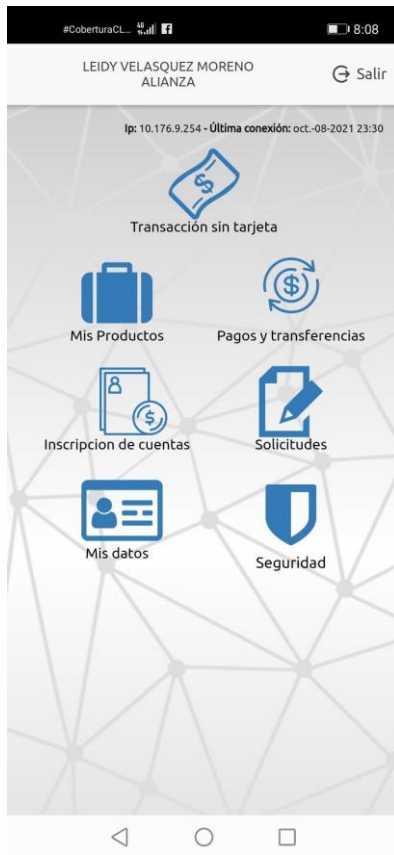 #CoberturaCL... 4G 8:08
LEIDY VELASQUEZ MORENO
ALIANZA
Salir
Ip: 10.176.9.254 - Última conexión: oct.-08-2021 23:30
Transacción sin tarjeta
Mis Productos
Pagos y transferencias
Inscripcion de cuentas
Solicitudes
Mis datos
Seguridad